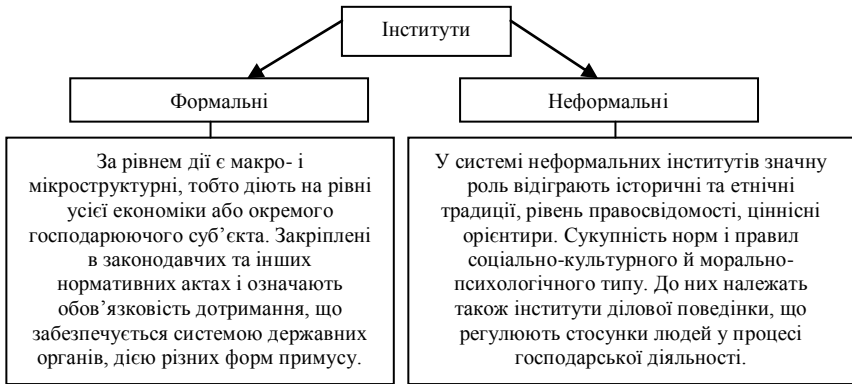 Інститути
Формальні
Неформальні
За рівнем дії є макро- і
мікроструктурні, тобто діють на рівні
усієї економіки або окремого
господарюючого суб’єкта. Закріплені
в законодавчих та інших
нормативних актах і означають
обов’язковість дотримання, що
забезпечується системою державних
органів, дією різних форм примусу.
У системі неформальних інститутів значну
роль відіграють історичні та етнічні
традиції, рівень правосвідомості, ціннісні
орієнтири. Сукупність норм і правил
соціально-культурного й морально-
психологічного типу. До них належать
також інститути ділової поведінки, що
регулюють стосунки людей у процесі
господарської діяльності.